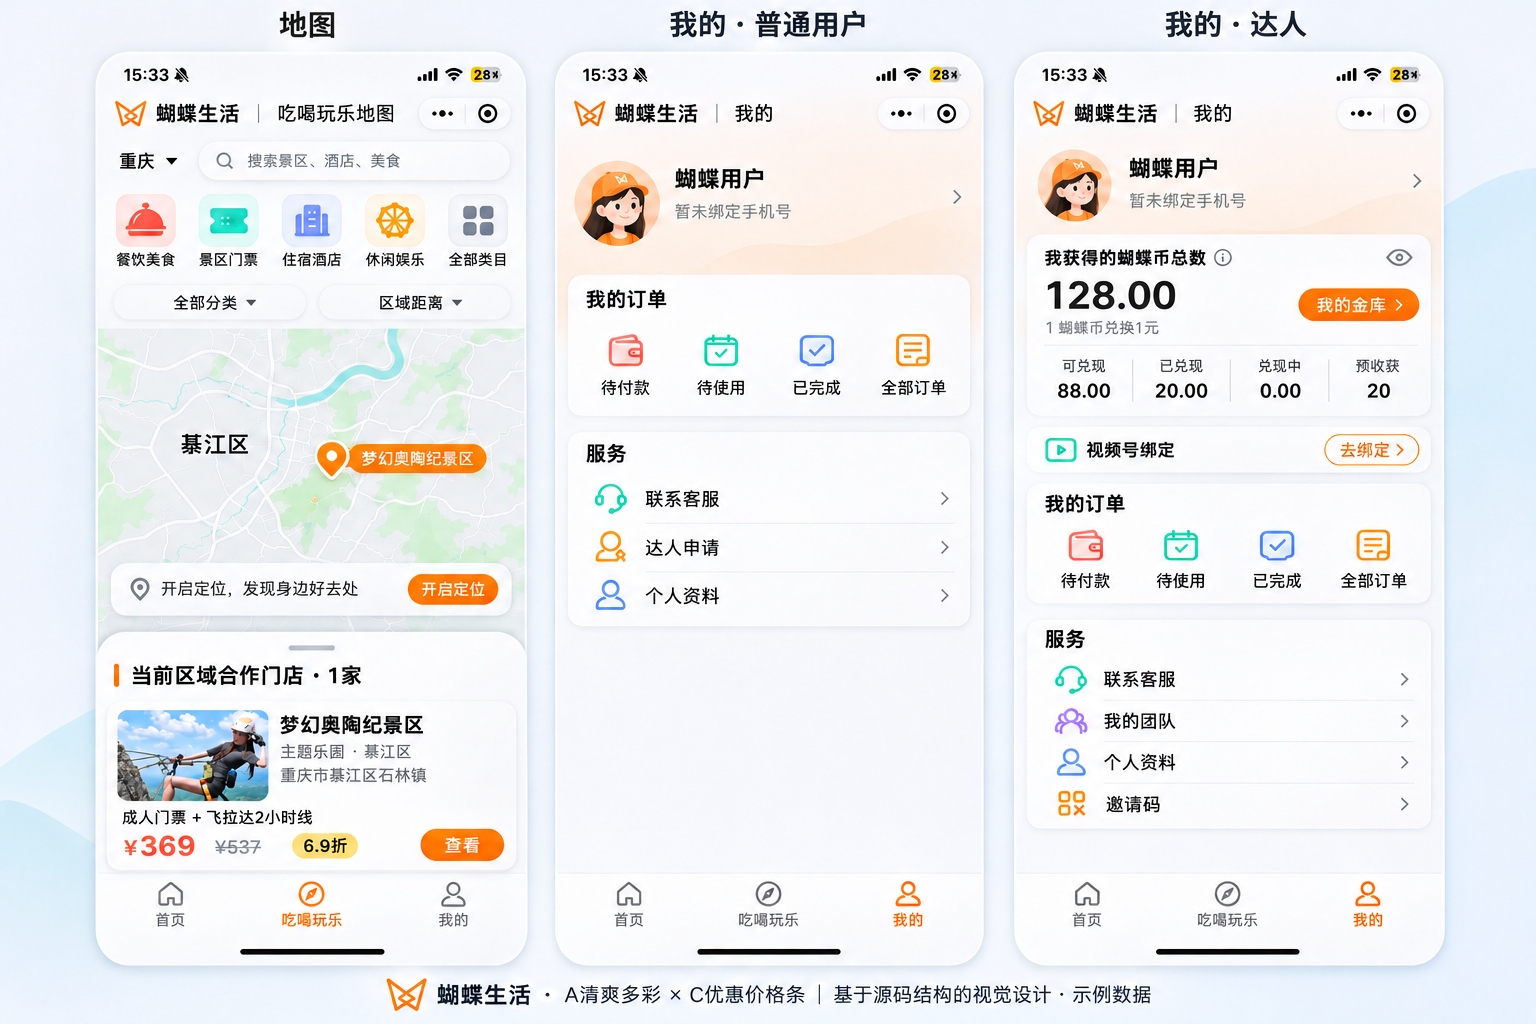 地图
15:33
28
蝴蝶生活 | 吃喝玩乐地图
重庆
搜索景区、酒店、美食
餐饮美食 景区门票 住宿酒店 休闲娱乐 全部类目
全部分类 区域距离
綦江区
梦幻奥陶纪景区
开启定位，发现身边好去处 开启定位
当前区域合作门店 · 1家
梦幻奥陶纪景区
主题乐园 · 綦江区
重庆市綦江区石林镇
成人门票 + 飞拉达2小时线
¥369 ¥537 6.9折 查看
首页 吃喝玩乐 我的
我的 · 普通用户
15:33
28
蝴蝶生活 | 我的
蝴蝶用户
暂未绑定手机号
我的订单
待付款 待使用 已完成 全部订单
服务
联系客服
达人申请
个人资料
首页 吃喝玩乐 我的
我的 · 达人
15:33
28
蝴蝶生活 | 我的
蝴蝶用户
暂未绑定手机号
我获得的蝴蝶币总数
128.00
我的金库
1 蝴蝶币兑换1元
可兑现 已兑现 兑现中 预收获
88.00 20.00 0.00 20
视频号绑定 去绑定
我的订单
待付款 待使用 已完成 全部订单
服务
联系客服
我的团队
个人资料
邀请码
首页 吃喝玩乐 我的
蝴蝶生活 · A清爽多彩 × C优惠价格条 | 基于源码结构的视觉设计 · 示例数据